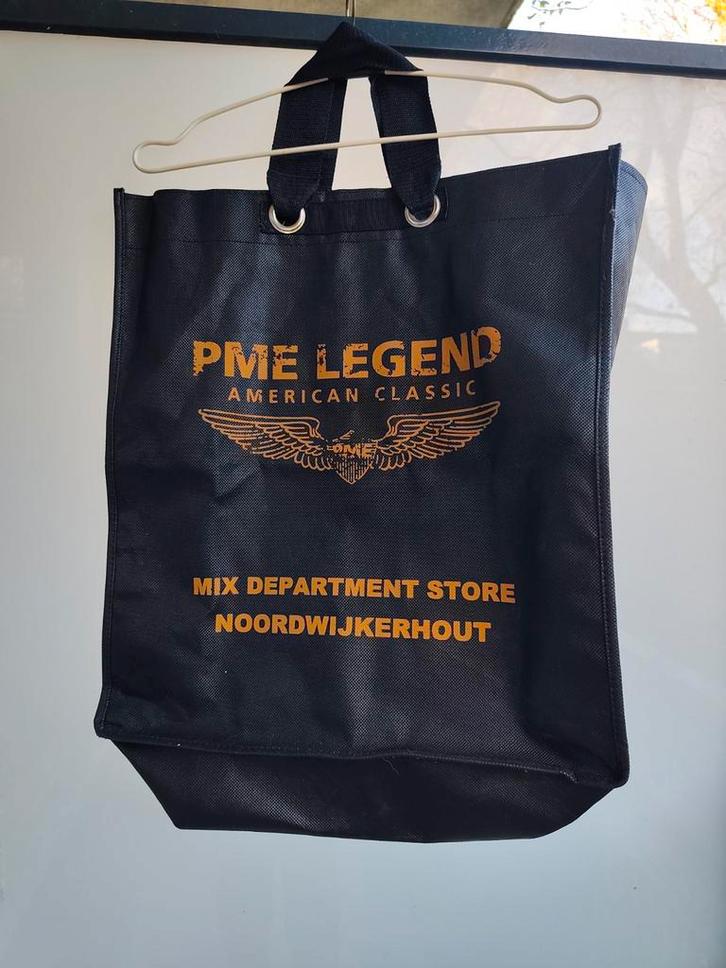 PME LEGEND
AMERICAN CLASSIC
PME
MIX DEPARTMENT STORE
NOORDWIJKERHOUT